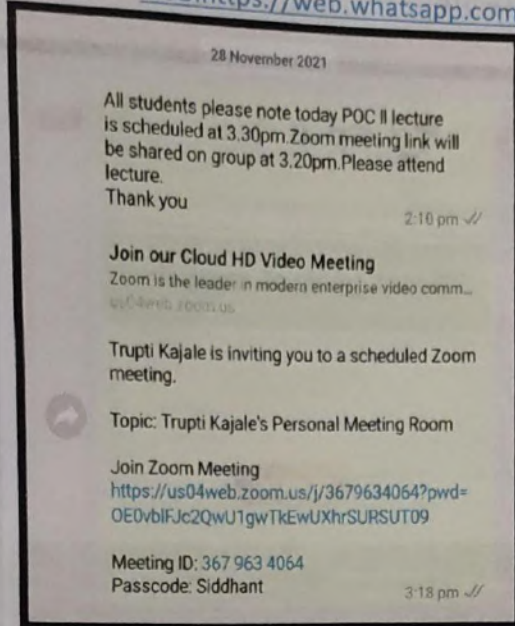 https://web.whatsapp.com
28 November 2021
All students please note today POC II lecture
is scheduled at 3.30pm.Zoom meeting link will
be shared on group at 3.20pm.Please attend
lecture.
Thank you
2:10 pm
Join our Cloud HD Video Meeting
Zoom is the leader in modern enterprise video comm...
us04web.zoom.us
Trupti Kajale is inviting you to a scheduled Zoom
meeting.
Topic: Trupti Kajale's Personal Meeting Room
Join Zoom Meeting
https://us04web.zoom.us/j/3679634064?pwd=
OE0vblFJc2QwU1gwTkEwUXhrSURSUT09
Meeting ID: 367 963 4064
Passcode: Siddhant
3:18 pm